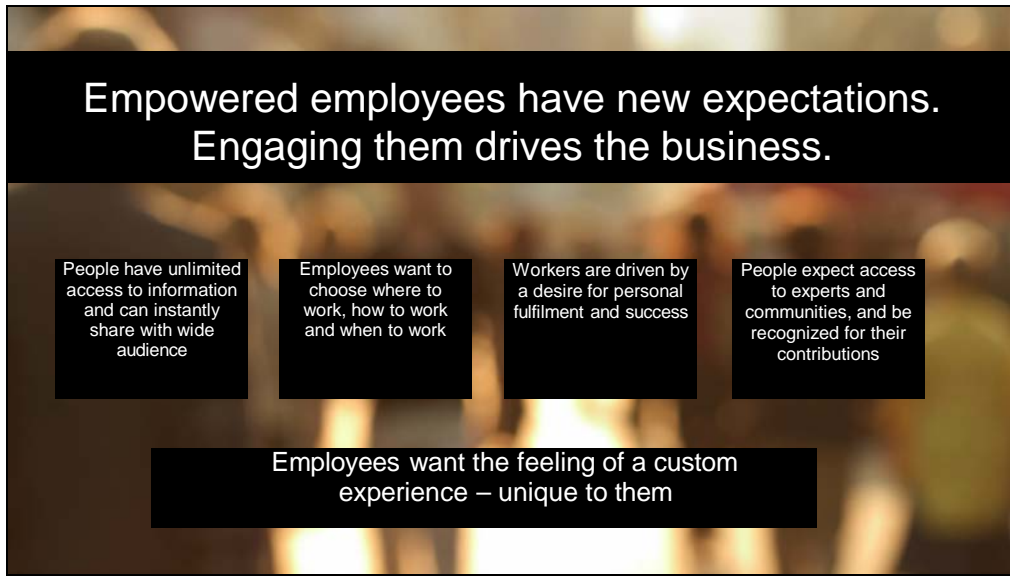 Empowered employees have new expectations.
Engaging them drives the business.
People have unlimited
access to information
and can instantly
share with wide
audience
Employees want to
choose where to
work, how to work
and when to work
Workers are driven by
a desire for personal
fulfilment and success
People expect access
to experts and
communities, and be
recognized for their
contributions
Employees want the feeling of a custom
experience – unique to them